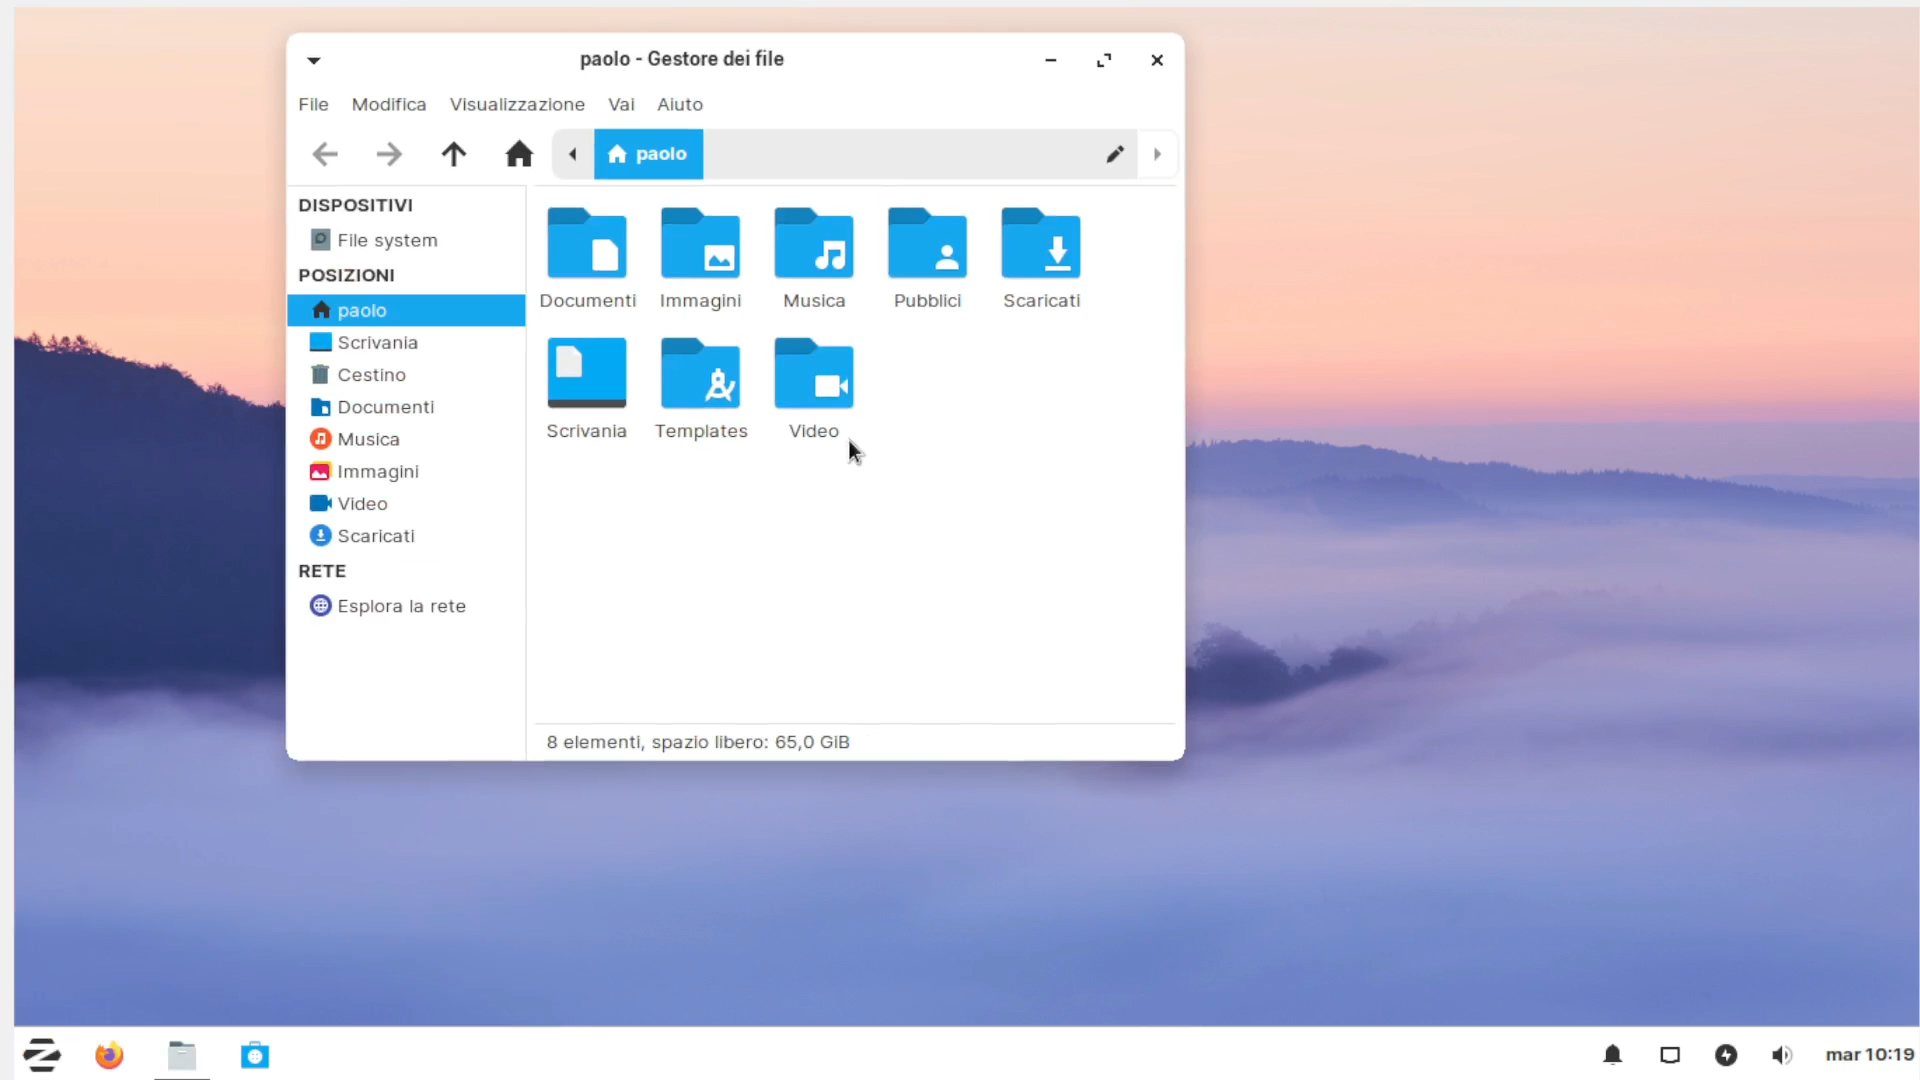 paolo - Gestore dei file
File Modifica Visualizzazione Vai Aiuto
paolo
DISPOSITIVI
File system
POSIZIONI
paolo
Scrivania
Cestino
Documenti
Musica
Immagini
Video
Scaricati
RETE
Esplora la rete
Documenti Immagini Musica Pubblici Scaricati
Scrivania Templates Video
8 elementi, spazio libero: 65,0 GiB
mar 10:19